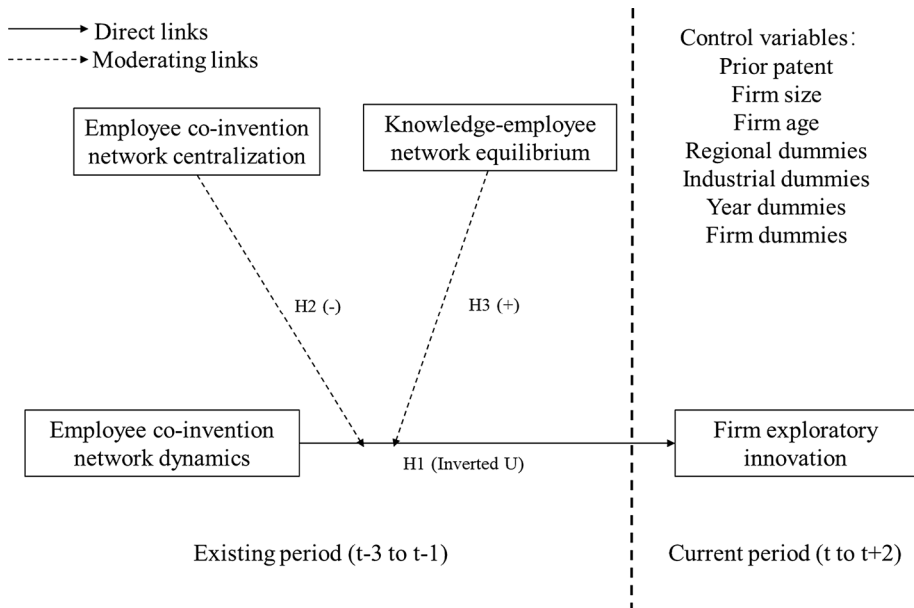 Direct links
Moderating links
Control variables:
Prior patent
Firm size
Firm age
Regional dummies
Industrial dummies
Year dummies
Firm dummies
Employee co-invention
network centralization
Knowledge-employee
network equilibrium
H2 (-)
H3 (+)
Employee co-invention
network dynamics
H1 (Inverted U)
Firm exploratory
innovation
Existing period (t-3 to t-1)
Current period (t to t+2)